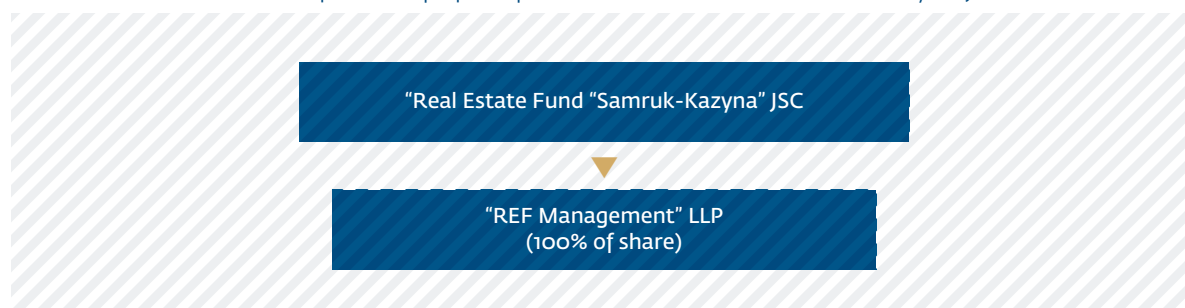 “Real Estate Fund “Samruk-Kazyna” JSC
“REF Management” LLP
(100% of share)